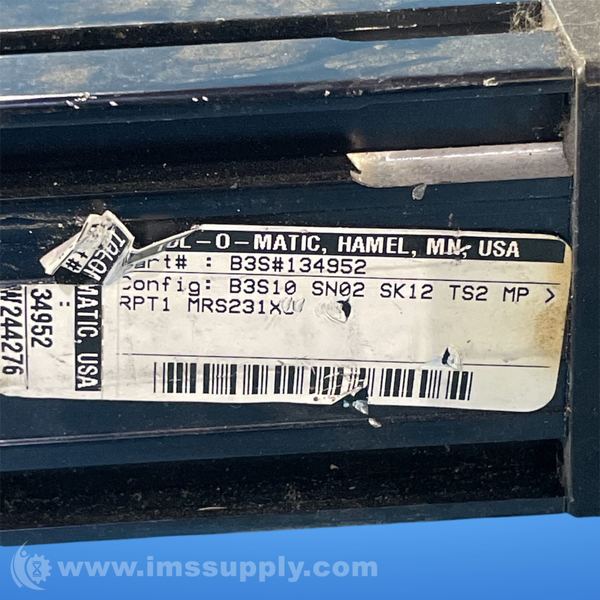 DL-O-MATIC, HAMEL, MN, USA
art# : B3S#134952
Config: B3S10 SN02 SK12 TS2 MP >
RPT1 MRS231X
MATIC, USA
34952
W244276
www.imssupply.com